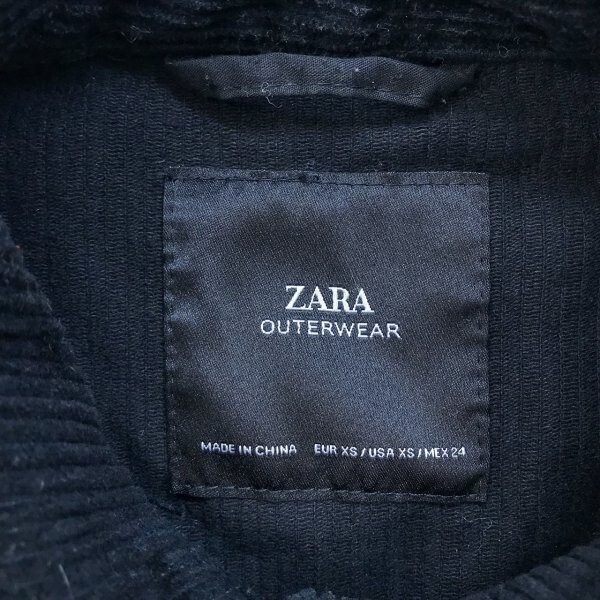 ZARA
OUTERWEAR
MADE IN CHINA EUR XS / USA XS / MEX 24